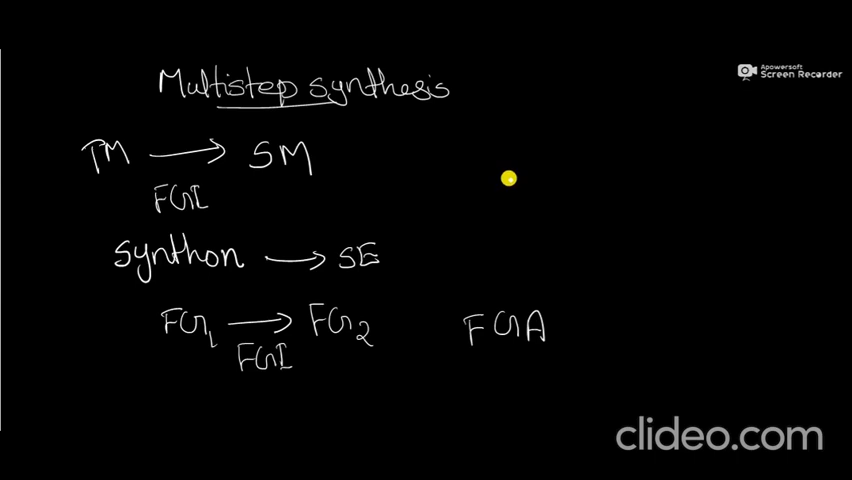 Multistep synthesis
Apowersoft
Screen Recorder
TM → SM
FGI
Synthon → SE
FG1 → FG2 FGA
FGI
clideo.com